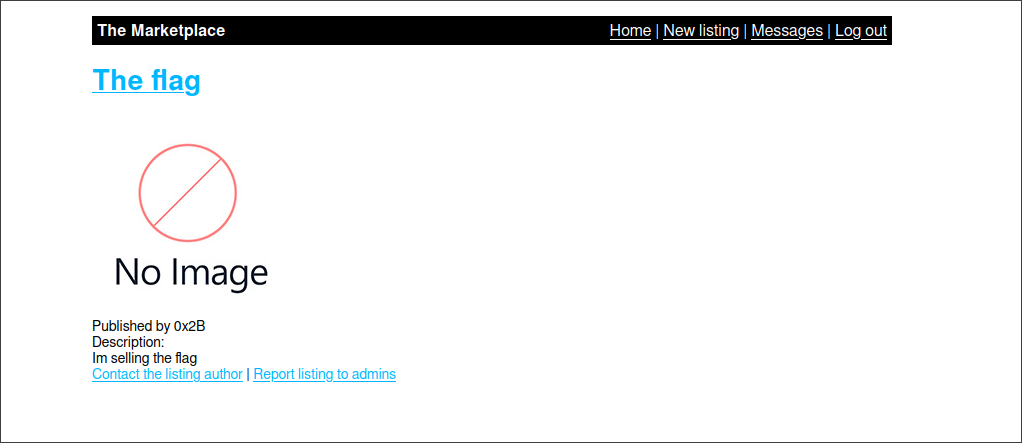 The Marketplace Home | New listing | Messages | Log out
The flag
No Image
Published by 0x2B
Description:
Im selling the flag
Contact the listing author | Report listing to admins